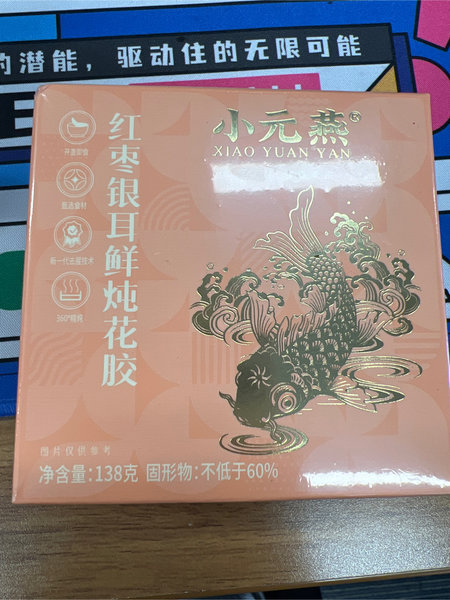 的潜能，驱动住的无限可能
小元燕®
XIAO YUAN YAN
红枣银耳鲜炖花胶
开盖即食
甄选食材
新一代去腥技术
360°精炖
图片仅供参考
净含量:138克 固形物:不低于60%